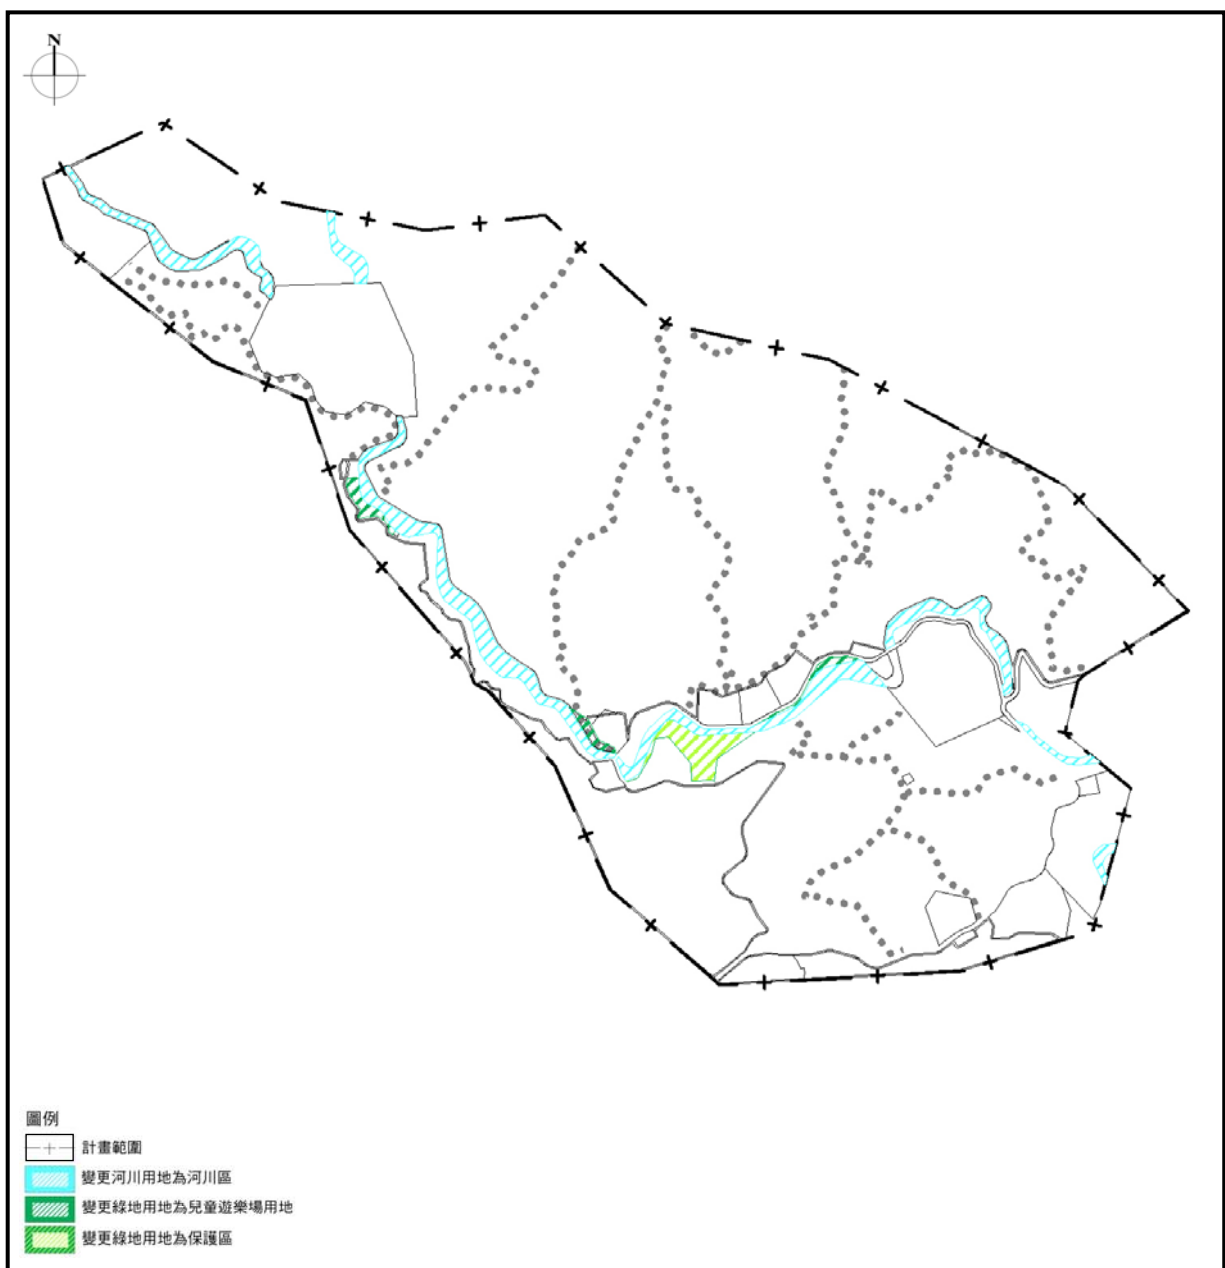 N
圖例
計畫範圍
變更河川用地為河川區
變更綠地用地為兒童遊樂場用地
變更綠地用地為保護區